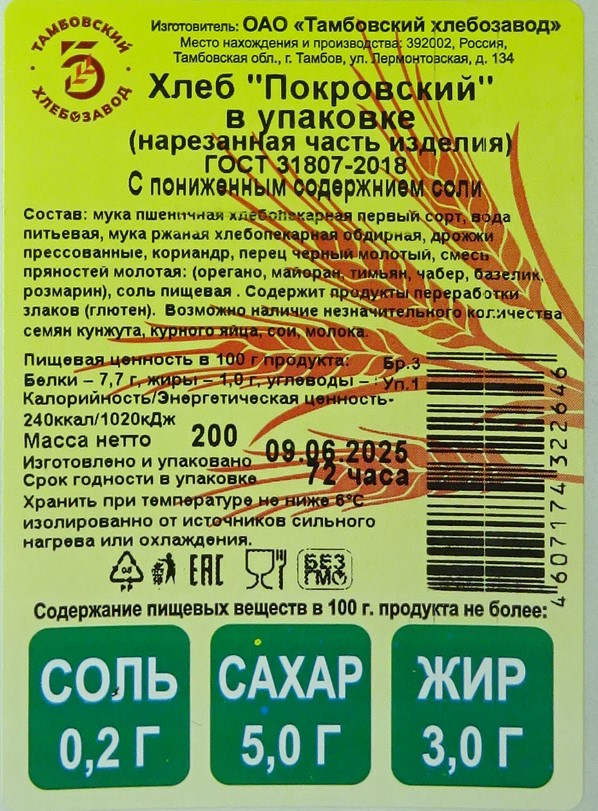 ТАМБОВСКИЙ
ХЛЕБОЗАВОД
Изготовитель: ОАО «Тамбовский хлебозавод»
Место нахождения и производства: 392002, Россия,
Тамбовская обл., г. Тамбов, ул. Лермонтовская, д. 134
Хлеб "Покровский"
в упаковке
(нарезанная часть изделия)
ГОСТ 31807-2018
С пониженным содержнием соли
Состав: мука пшеничная хлебопекарная первый сорт, вода
питьевая, мука ржаная хлебопекарная обдирная, дрожжи
прессованные, кориандр, перец черный молотый, смесь
пряностей молотая: (орегано, майоран, тимьян, чабер, базелик,
розмарин), соль пищевая . Содержит продукты переработки
злаков (глютен). Возможно наличие незначительного количества
семян кунжута, курного яйца, сои, молока.
Пищевая ценность в 100 г продукта: Бр.3
Белки – 7,7 г, жиры – 1,0 г, углеводы – Уп.1
Калорийность/Энергетическая ценность-
240ккал/1020кДж
Масса нетто 200
Изготовлено и упаковано 09.06.2025
Срок годности в упаковке 72 часа
Хранить при температуре не ниже 6°С
изолированно от источников сильного
нагрева или охлаждения.
EAC
БЕЗ
ГМО
4607174322646
Содержание пищевых веществ в 100 г. продукта не более:
СОЛЬ
0,2 Г
САХАР
5,0 Г
ЖИР
3,0 Г